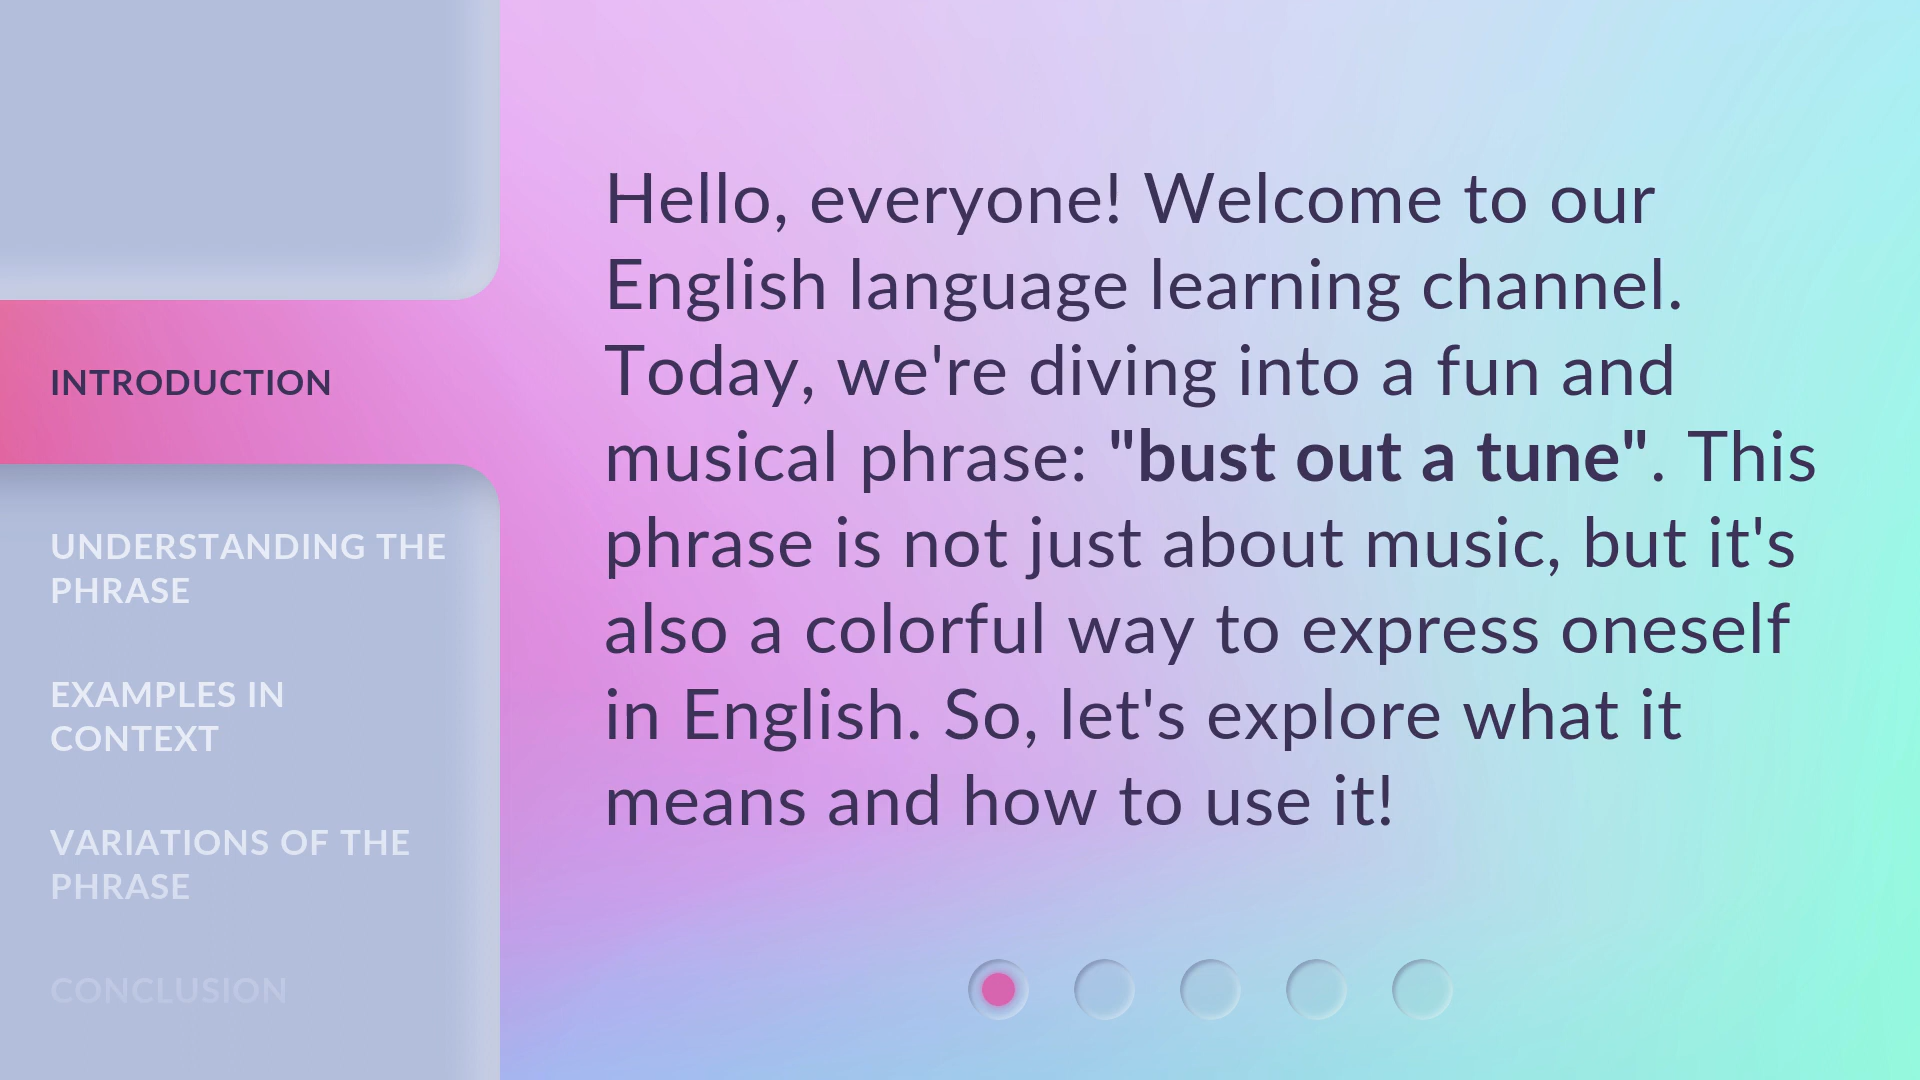 INTRODUCTION
UNDERSTANDING THE
PHRASE
EXAMPLES IN
CONTEXT
VARIATIONS OF THE
PHRASE
CONCLUSION
Hello, everyone! Welcome to our
English language learning channel.
Today, we're diving into a fun and
musical phrase: "bust out a tune". This
phrase is not just about music, but it's
also a colorful way to express oneself
in English. So, let's explore what it
means and how to use it!